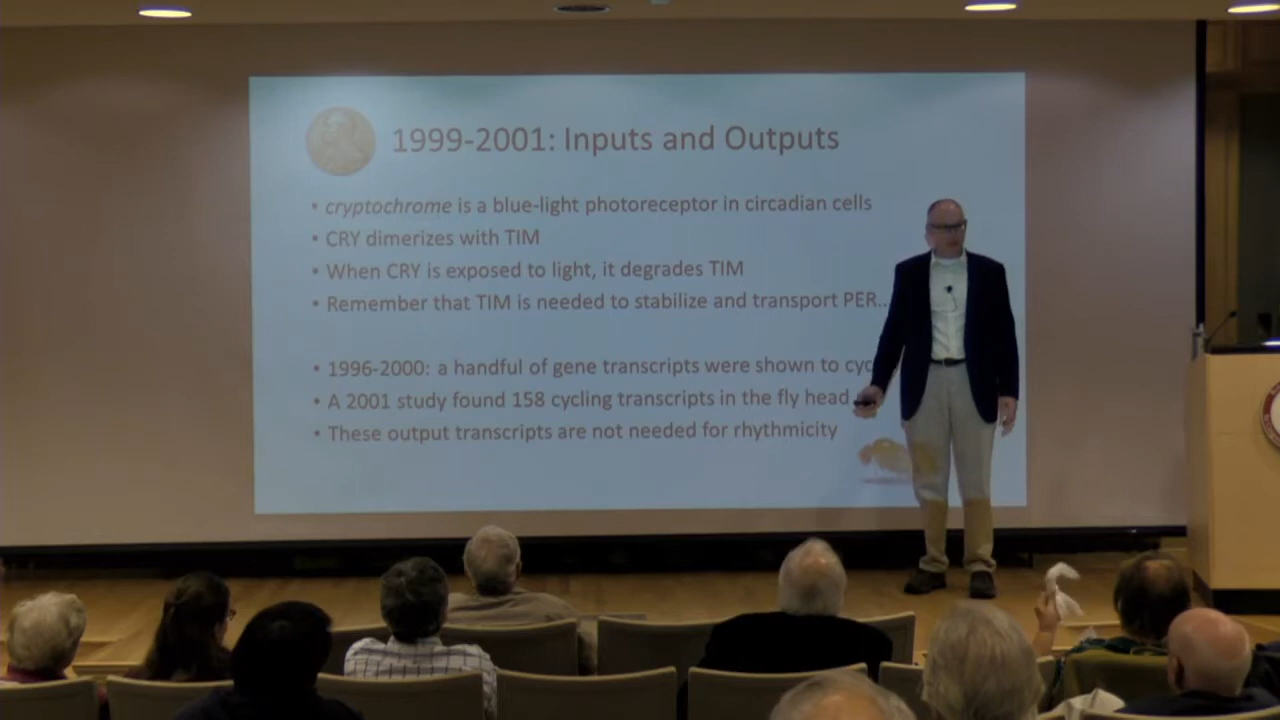 1999-2001: Inputs and Outputs
• cryptochrome is a blue-light photoreceptor in circadian cells
• CRY dimerizes with TIM
• When CRY is exposed to light, it degrades TIM
• Remember that TIM is needed to stabilize and transport PER...
• 1996-2000: a handful of gene transcripts were shown to
• A 2001 study found 158 cycling transcripts in the fly head
• These output transcripts are not needed for rhythmicity